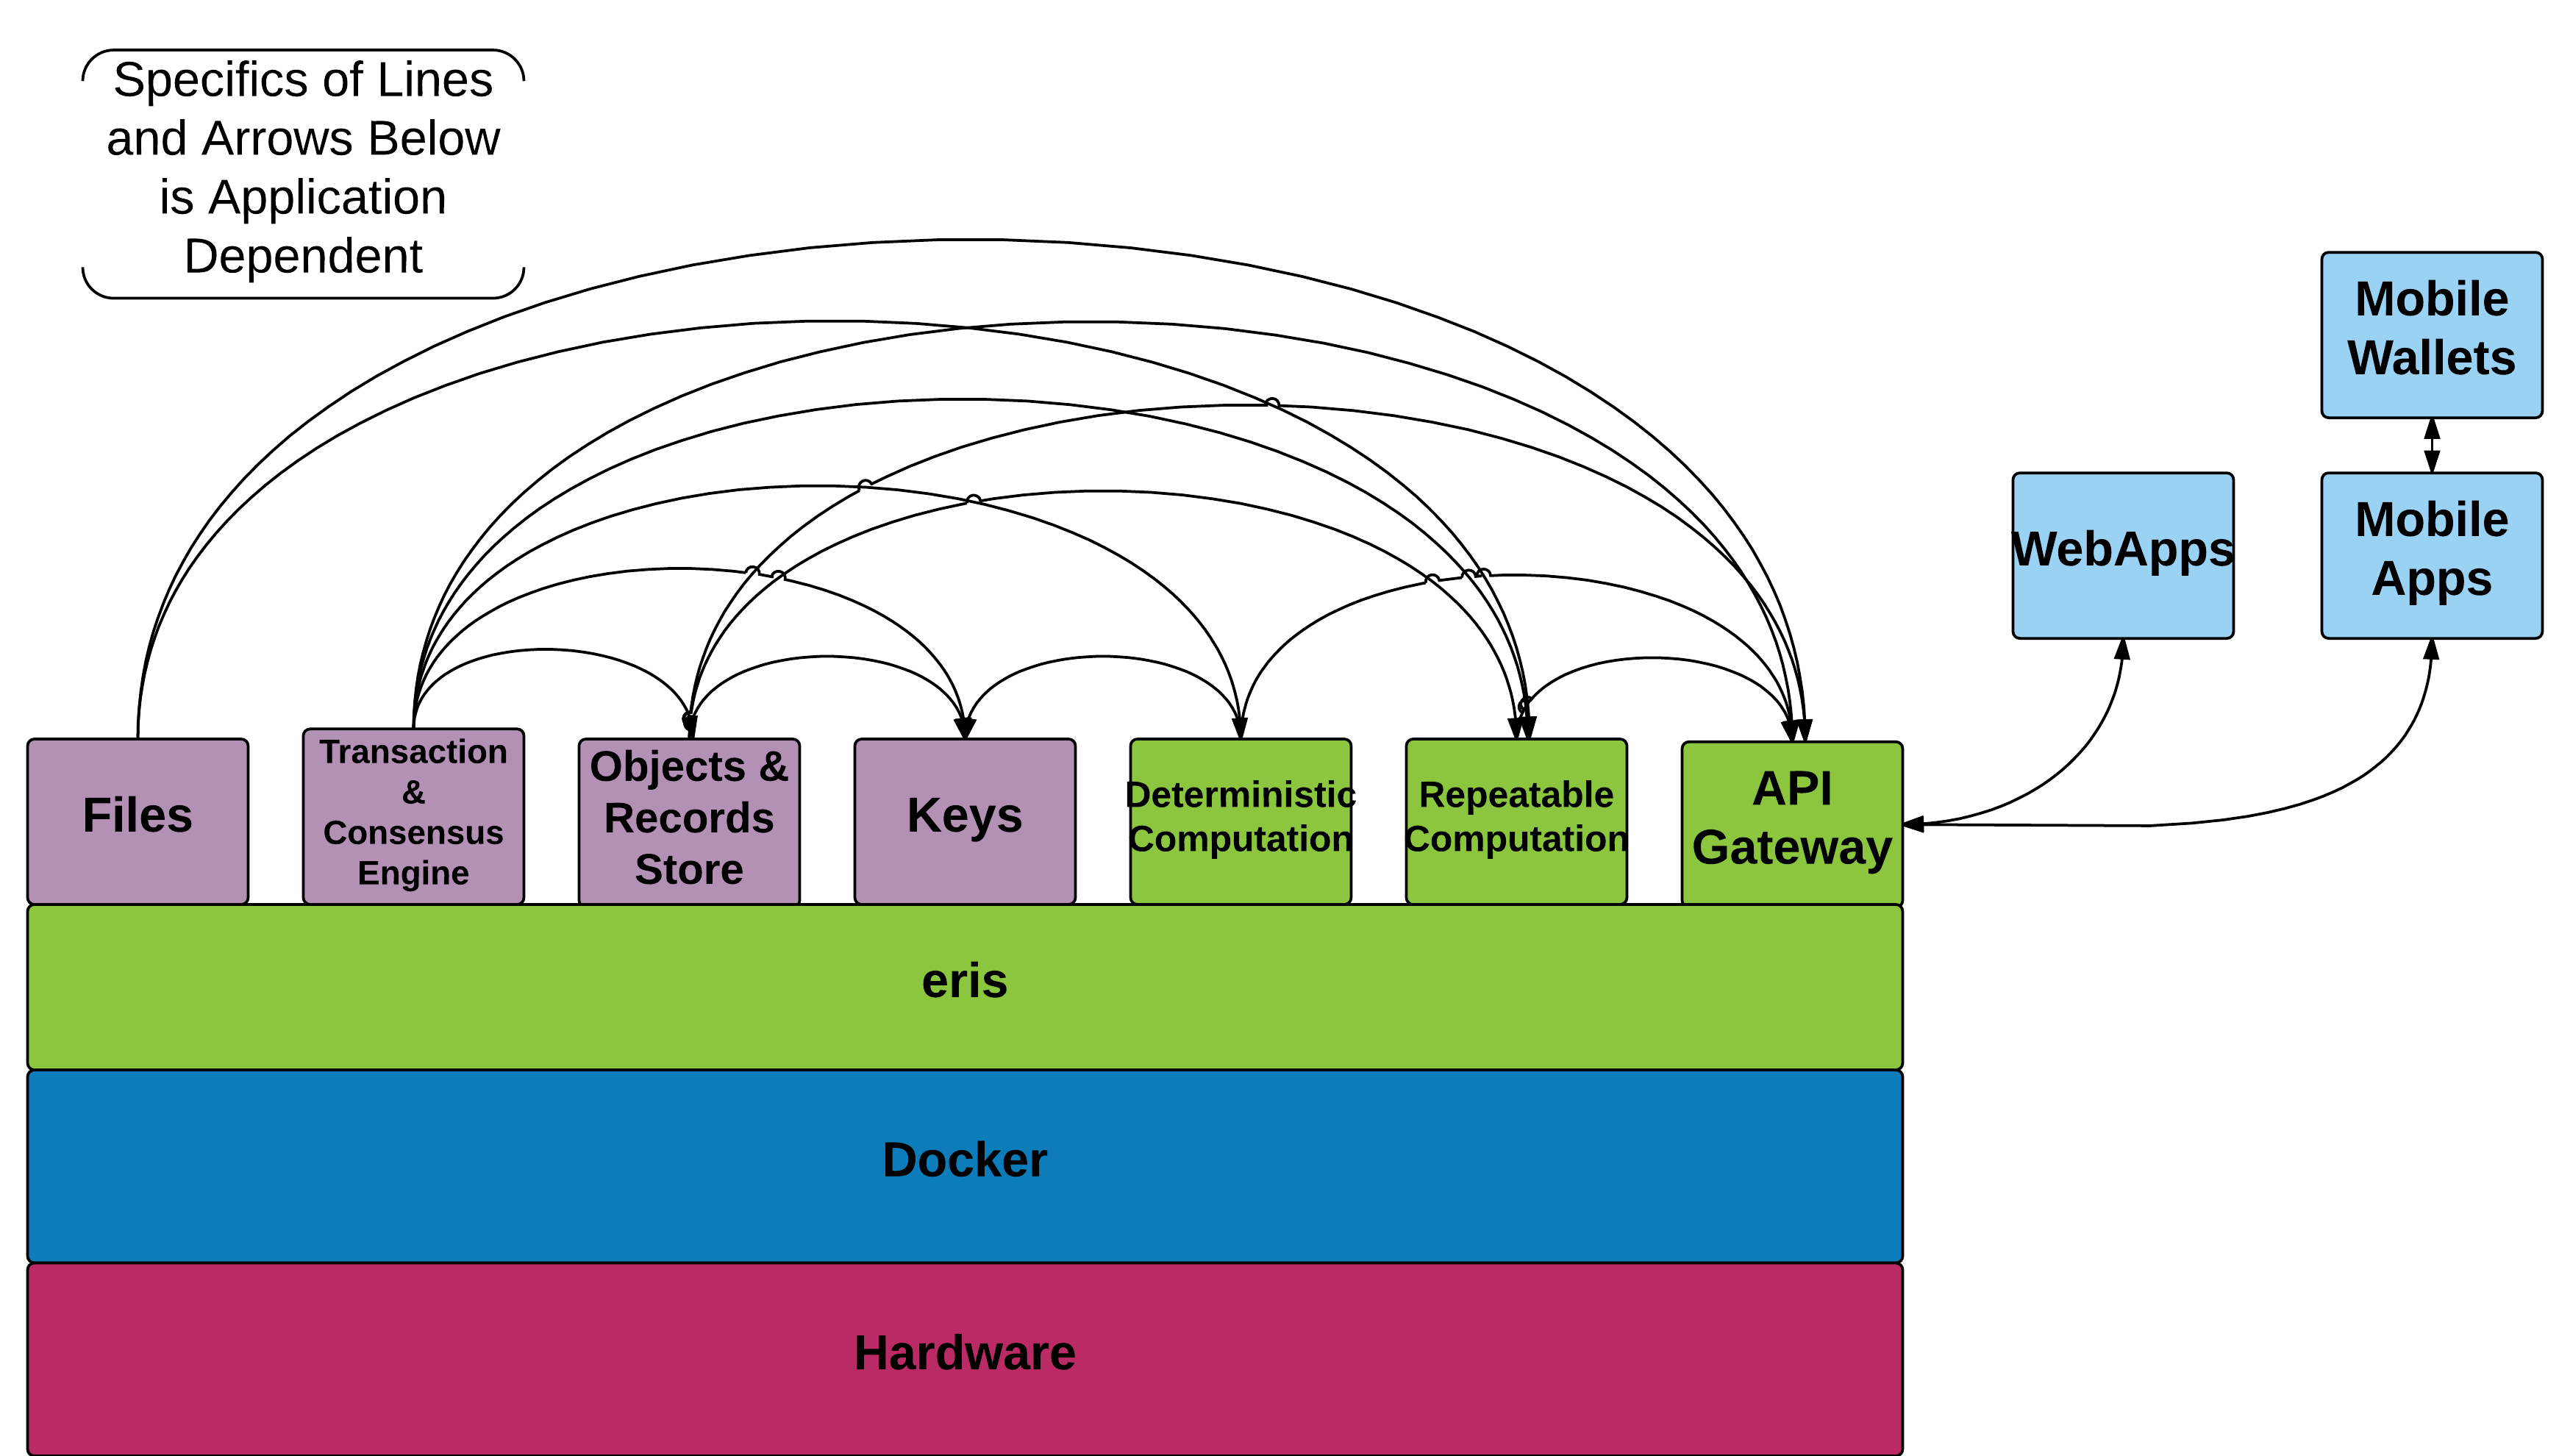 Specifics of Lines
and Arrows Below
is Application
Dependent
Mobile
Wallets
WebApps
Mobile
Apps
Files
Transaction
&
Consensus
Engine
Objects &
Records
Store
Keys
Deterministic
Computation
Repeatable
Computation
API
Gateway
eris
Docker
Hardware